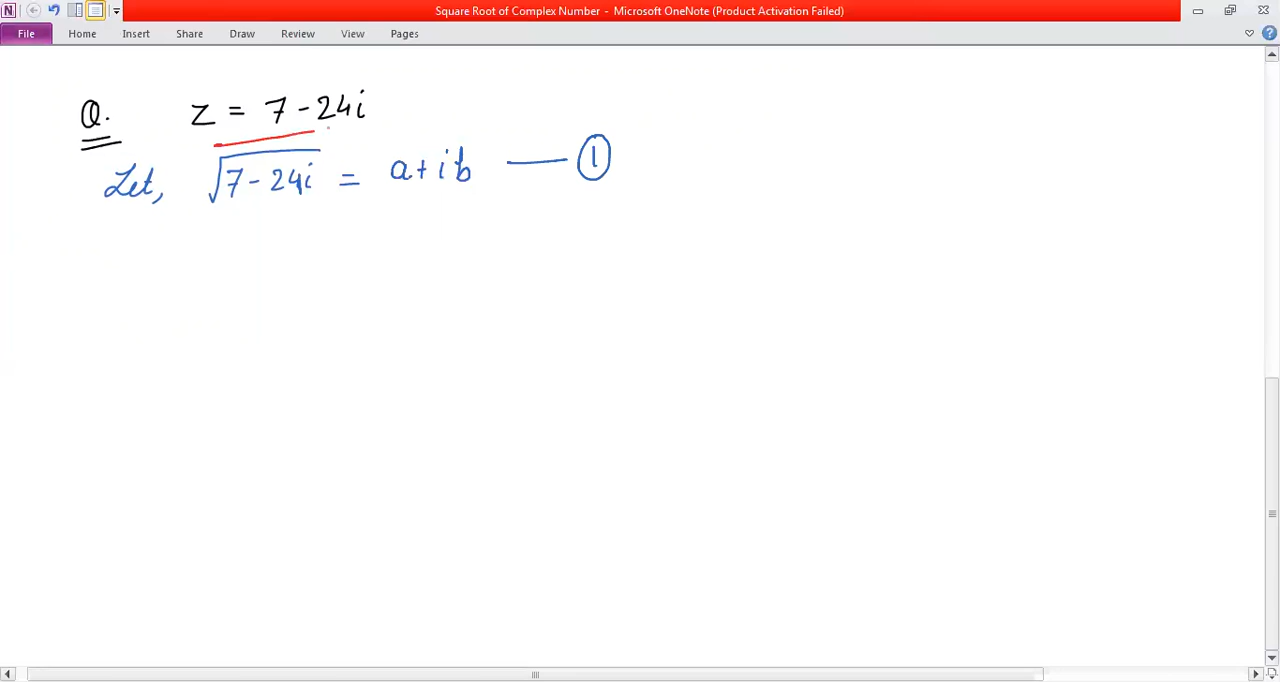 Square Root of Complex Number - Microsoft OneNote (Product Activation Failed)
File Home Insert Share Draw Review View Pages
Q. z = 7 - 24i
Let, √7 - 24i = a + ib —— ①